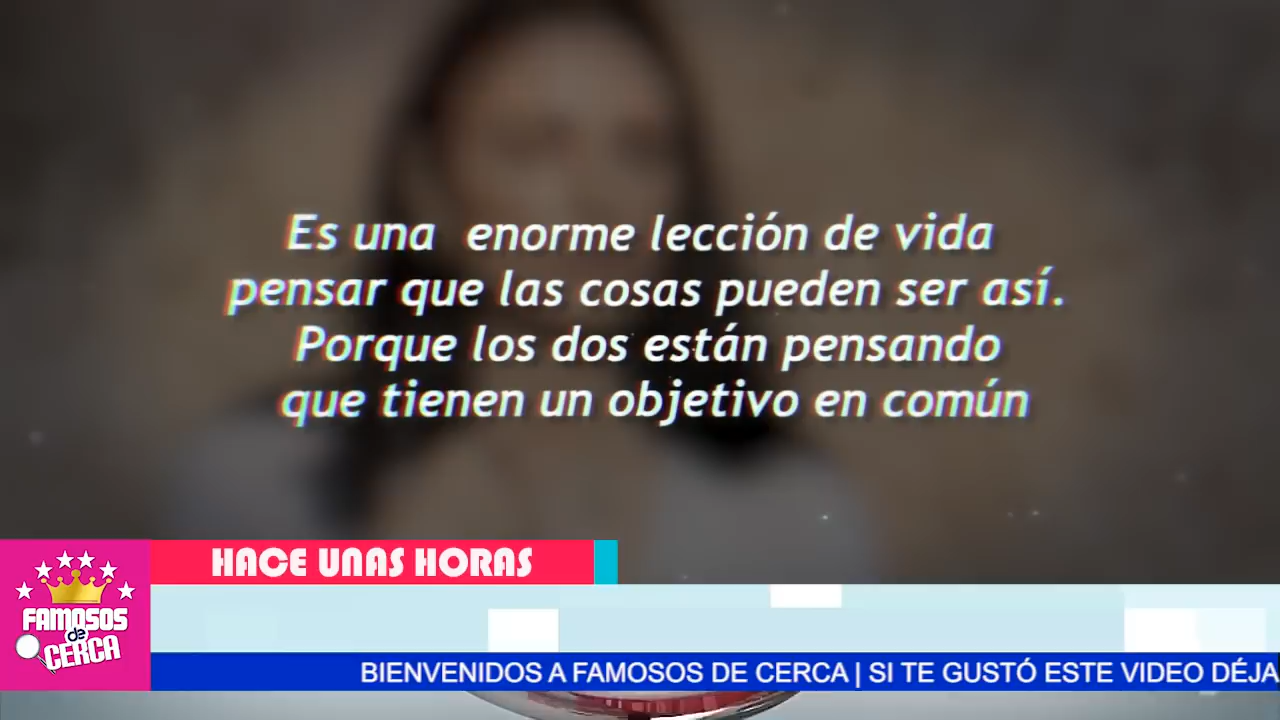 Es una enorme lección de vida
pensar que las cosas pueden ser así.
Porque los dos están pensando
que tienen un objetivo en común
HACE UNAS HORAS
FAMOSOS
de
CERCA
BIENVENIDOS A FAMOSOS DE CERCA | SI TE GUSTÓ ESTE VIDEO DÉJA